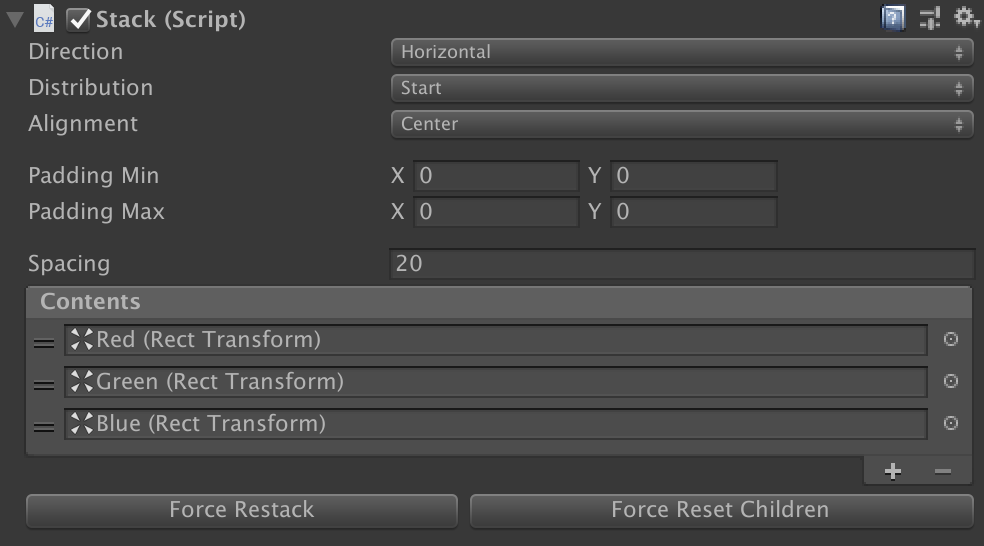 C# Stack (Script)
Direction Horizontal
Distribution Start
Alignment Center
Padding Min X 0 Y 0
Padding Max X 0 Y 0
Spacing 20
Contents
Red (Rect Transform)
Green (Rect Transform)
Blue (Rect Transform)
Force Restack Force Reset Children